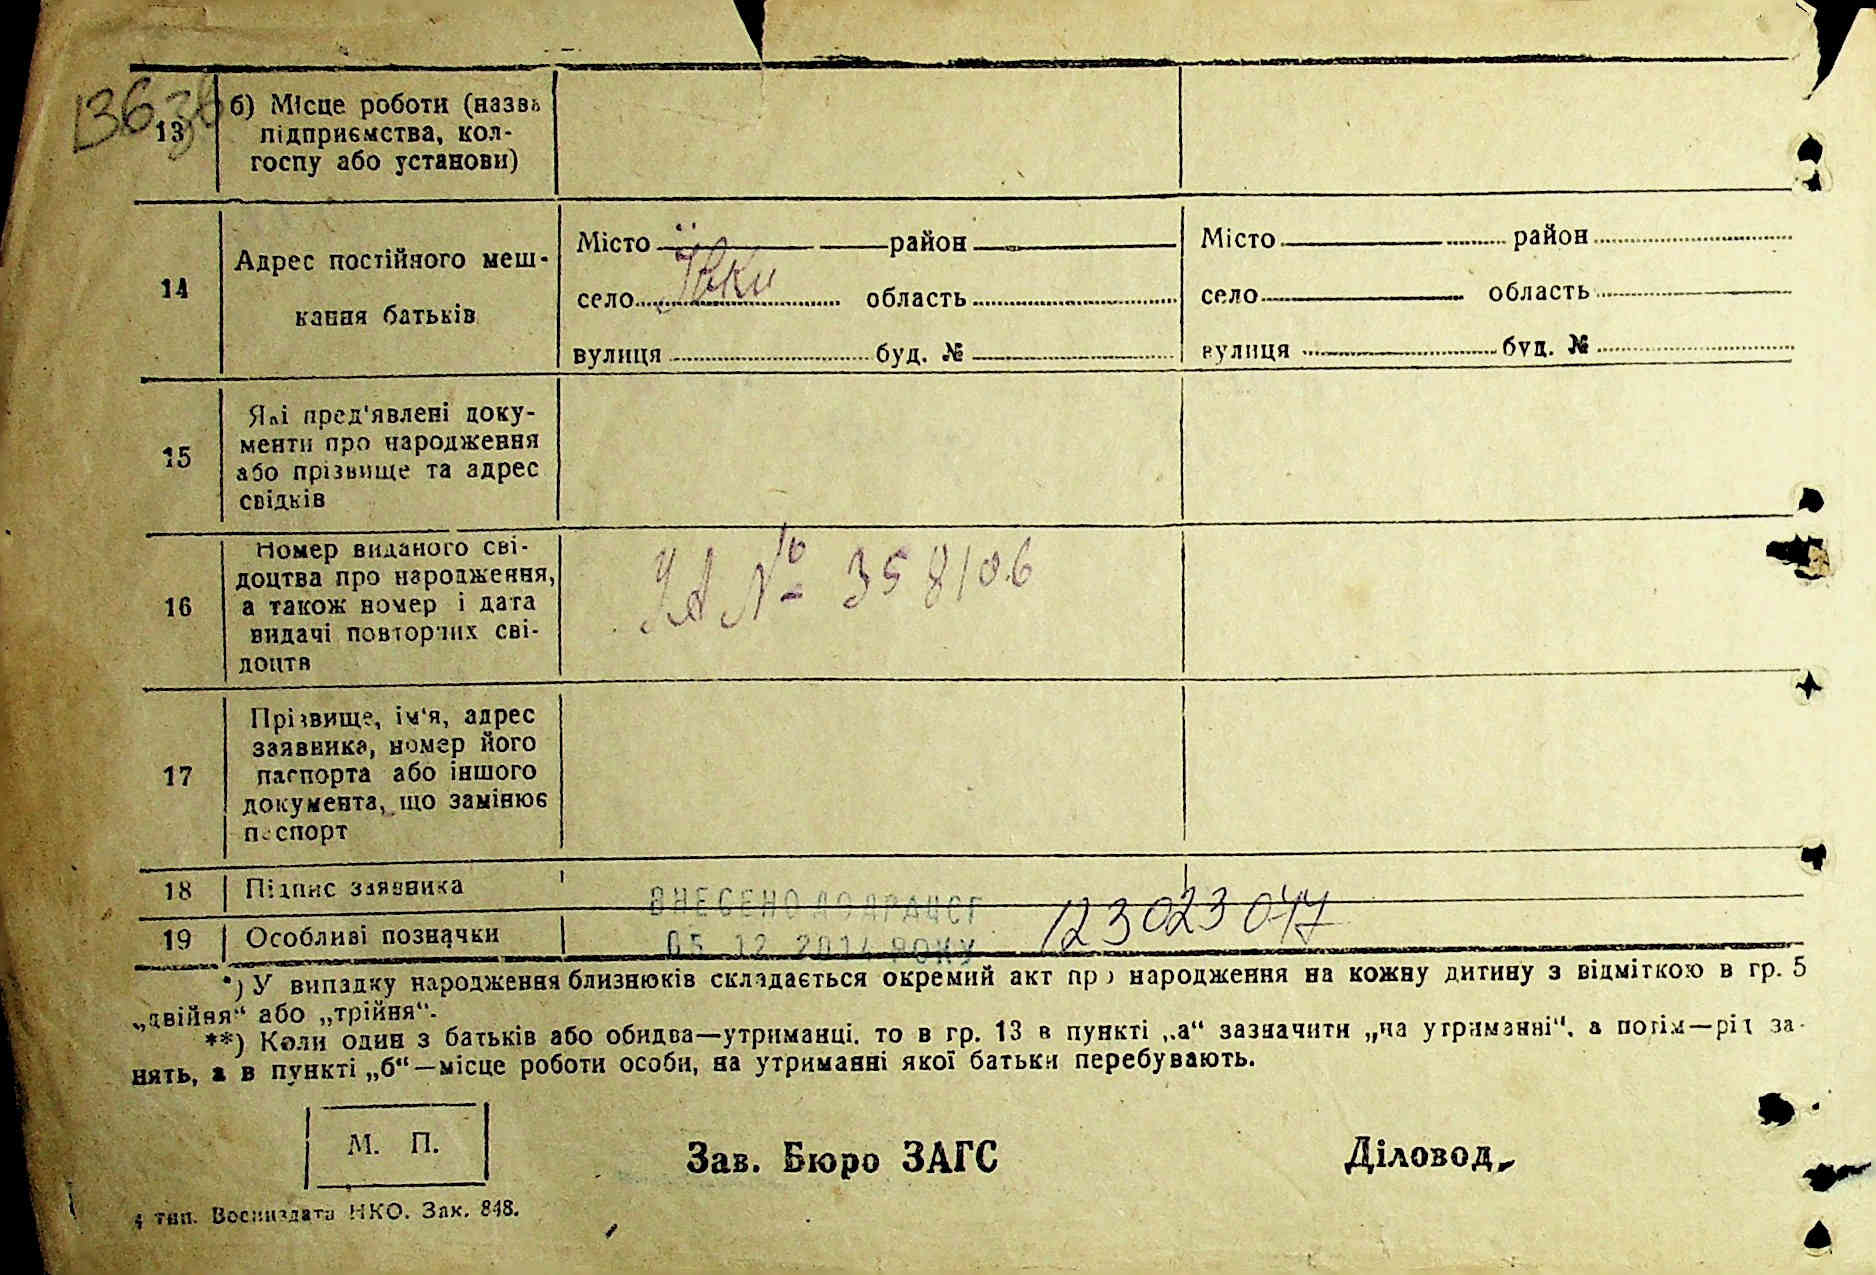 13 б) Місце роботи (назва
підприємства, кол-
госпу або установи)
14 Адрес постійного меш-
кання батьків
Місто район
село Ївки область
вулиця буд. №
Місто район
село область
вулиця буд. №
15 Які пред'явлені доку-
менти про народження
або прізвище та адрес
свідків
16 Номер виданого сві-
доцтва про народження,
а також номер і дата
видачі повторних сві-
доцтв
УА № 358106
17 Прізвище, ім'я, адрес
заявника, номер його
паспорта або іншого
документа, що замінює
паспорт
18 Підпис заявника
ВНЕСЕНО ДО ДРАЦСГ
19 Особливі позначки
05 12 2014 РОКУ 123023047
*) У випадку народження близнюків складається окремий акт про народження на кожну дитину з відміткою в гр. 5
„двійня“ або „трійня“.
**) Коли один з батьків або обидва—утриманці, то в гр. 13 в пункті „а“ зазначити „на утриманні“, а потім—рід за-
нять, а в пункті „б“—місце роботи особи, на утриманні якої батьки перебувають.
М. П.
Зав. Бюро ЗАГС Діловод
4 тип. Воениздата НКО. Зак. 848.